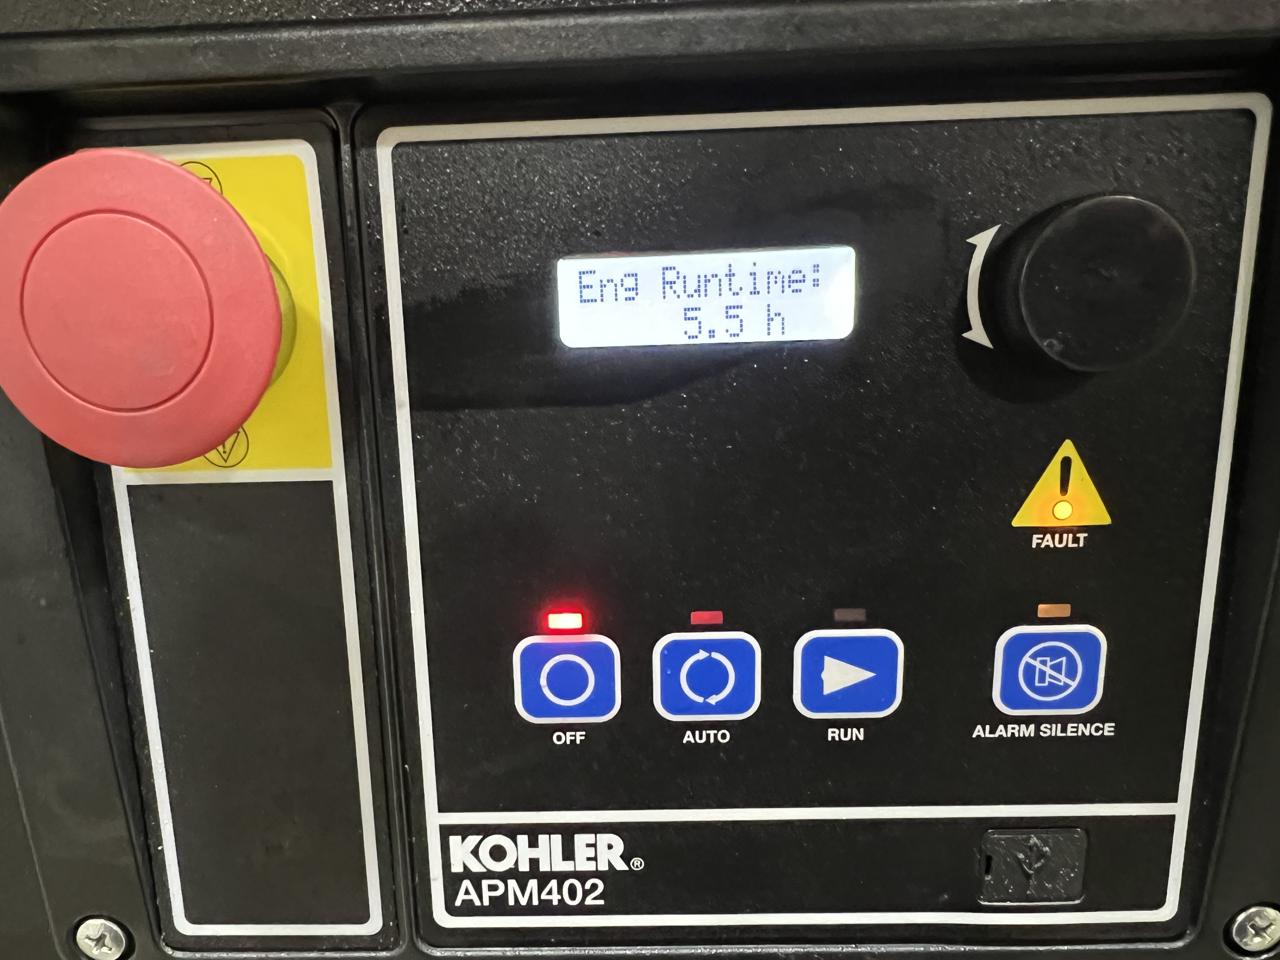 Eng Runtime:
5.5 h
FAULT
OFF
AUTO
RUN
ALARM SILENCE
KOHLER®
APM402